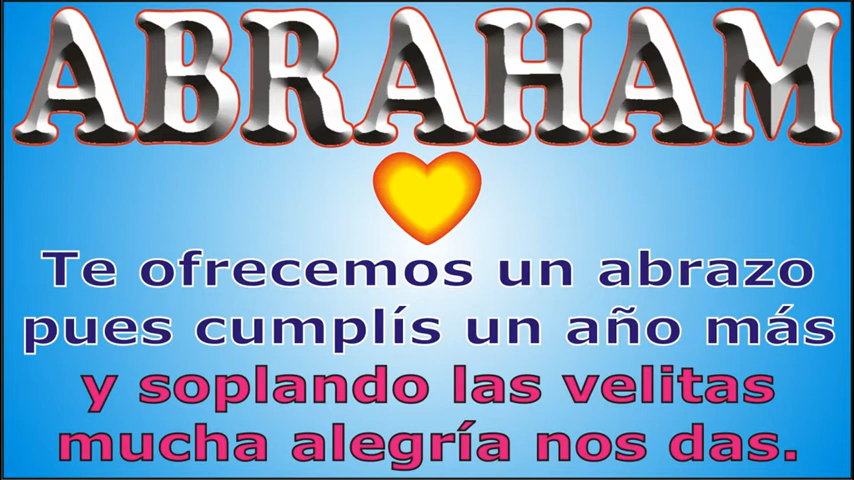 ABRAHAM
Te ofrecemos un abrazo
pues cumplís un año más
y soplando las velitas
mucha alegría nos das.